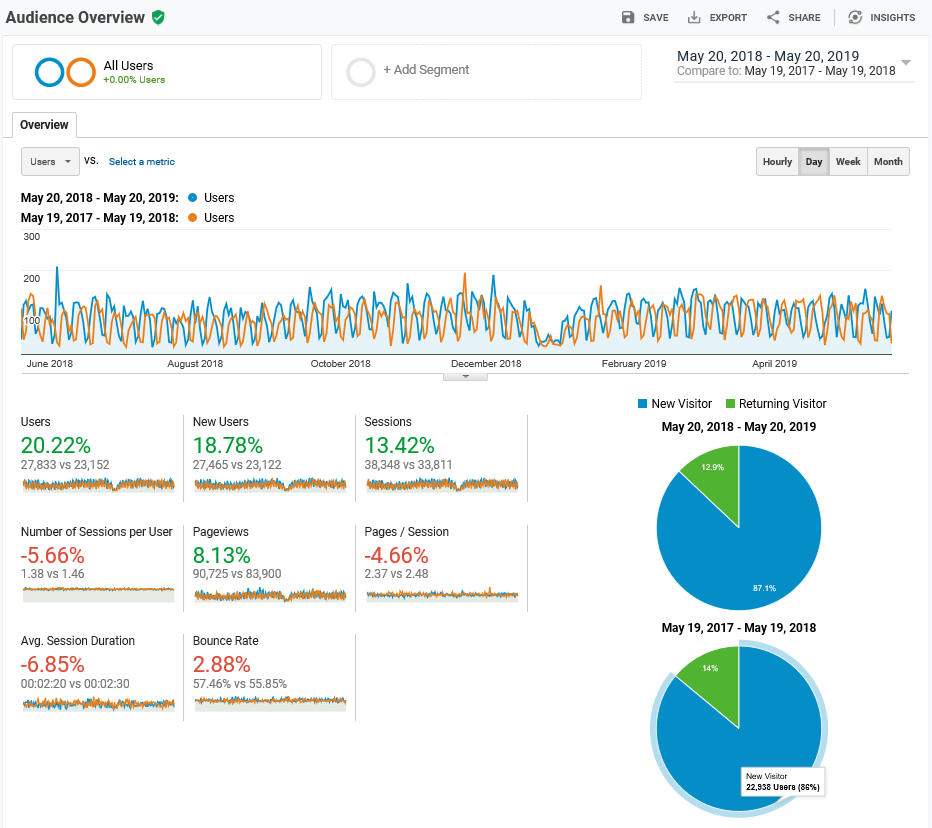 Audience Overview
SAVE
EXPORT
SHARE
INSIGHTS
All Users
+0.00% Users
+ Add Segment
May 20, 2018 - May 20, 2019
Compare to: May 19, 2017 - May 19, 2018
Overview
Users
VS.
Select a metric
Hourly
Day
Week
Month
May 20, 2018 - May 20, 2019: Users
May 19, 2017 - May 19, 2018: Users
300
200
100
June 2018
August 2018
October 2018
December 2018
February 2019
April 2019
Users
20.22%
27,833 vs 23,152
New Users
18.78%
27,465 vs 23,122
Sessions
13.42%
38,348 vs 33,811
Number of Sessions per User
-5.66%
1.38 vs 1.46
Pageviews
8.13%
90,725 vs 83,900
Pages / Session
-4.66%
2.37 vs 2.48
Avg. Session Duration
-6.85%
00:02:20 vs 00:02:30
Bounce Rate
2.88%
57.46% vs 55.85%
New Visitor
Returning Visitor
May 20, 2018 - May 20, 2019
12.9%
87.1%
May 19, 2017 - May 19, 2018
14%
New Visitor
22,938 Users (86%)